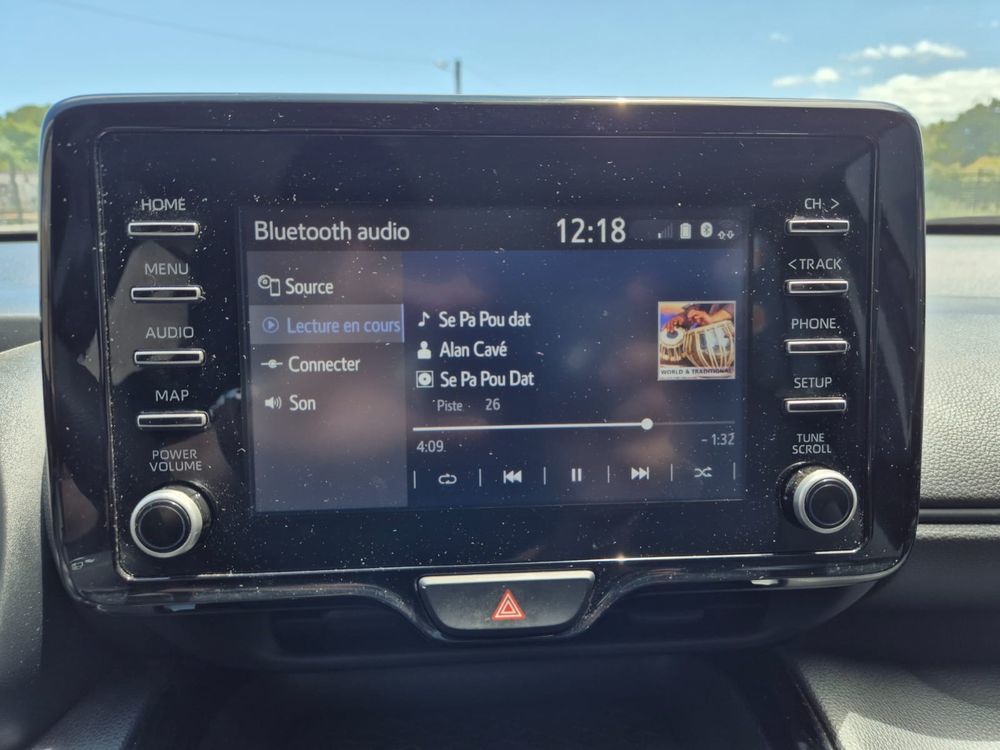 HOME
MENU
AUDIO
MAP
POWER
VOLUME
Bluetooth audio 12:18
Source
Lecture en cours
Connecter
Son
Se Pa Pou dat
Alan Cavé
Se Pa Pou Dat
Piste 26
WORLD & TRADITIONAL
4:09 - 1:32
CH >
< TRACK
PHONE
SETUP
TUNE
SCROLL